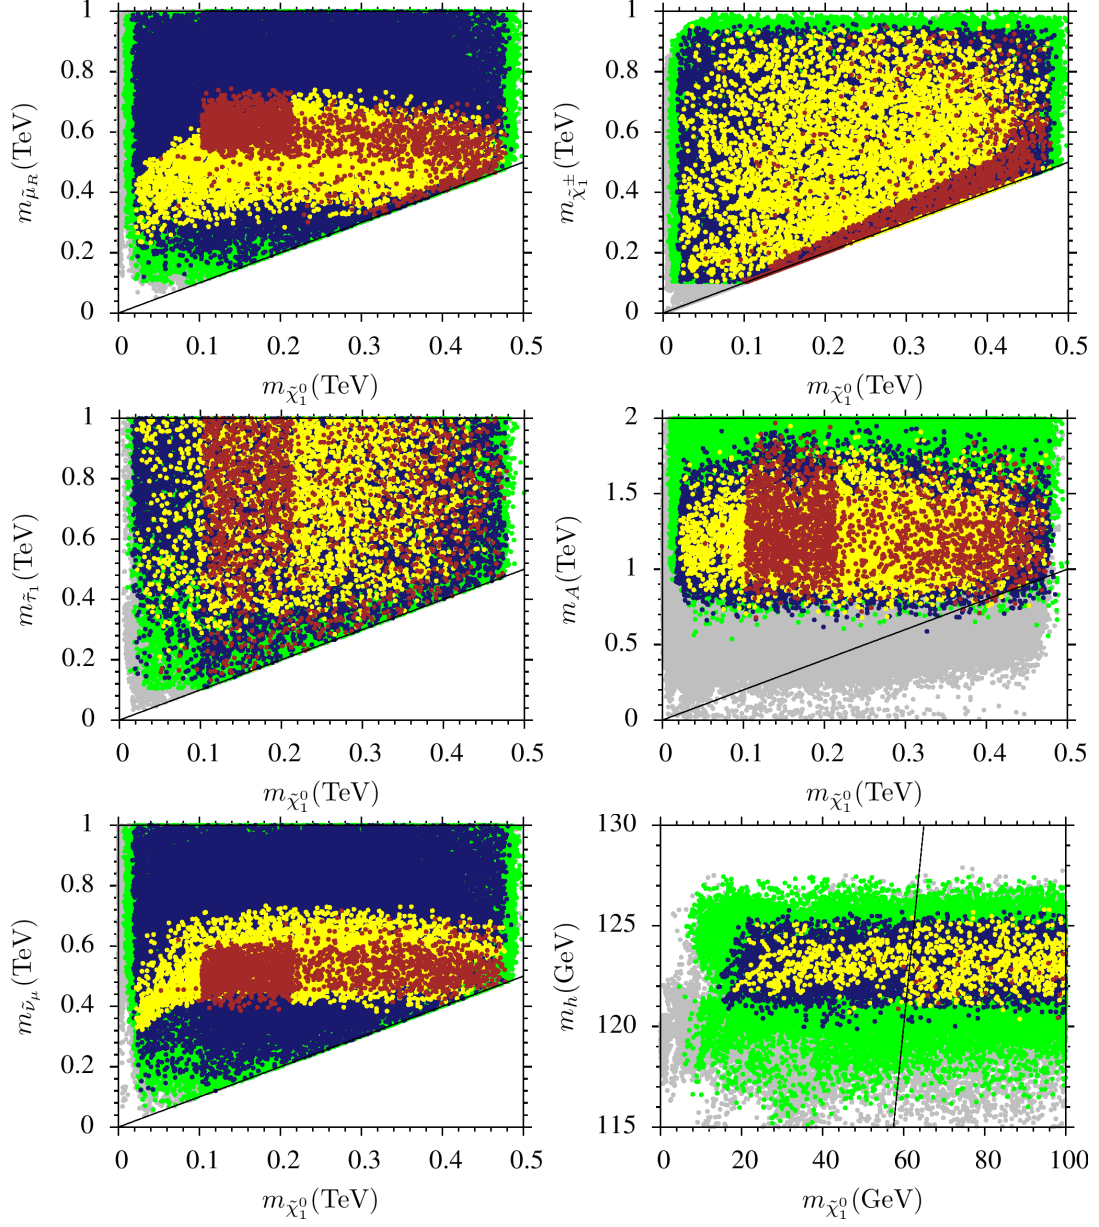 1
0.8
0.6
0.4
0.2
0
m_{\tilde{\mu}_R}(TeV)
0 0.1 0.2 0.3 0.4 0.5
m_{\tilde{\chi}_1^0}(TeV)
1
0.8
0.6
0.4
0.2
0
m_{\tilde{\chi}_1^±}(TeV)
0 0.1 0.2 0.3 0.4 0.5
m_{\tilde{\chi}_1^0}(TeV)
1
0.8
0.6
0.4
0.2
0
m_{\tilde{\tau}_1}(TeV)
0 0.1 0.2 0.3 0.4 0.5
m_{\tilde{\chi}_1^0}(TeV)
2
1.5
1
0.5
0
m_A(TeV)
0 0.1 0.2 0.3 0.4 0.5
m_{\tilde{\chi}_1^0}(TeV)
1
0.8
0.6
0.4
0.2
0
m_{\tilde{\nu}_\mu}(TeV)
0 0.1 0.2 0.3 0.4 0.5
m_{\tilde{\chi}_1^0}(TeV)
130
125
120
115
m_h(GeV)
0 20 40 60 80 100
m_{\tilde{\chi}_1^0}(GeV)